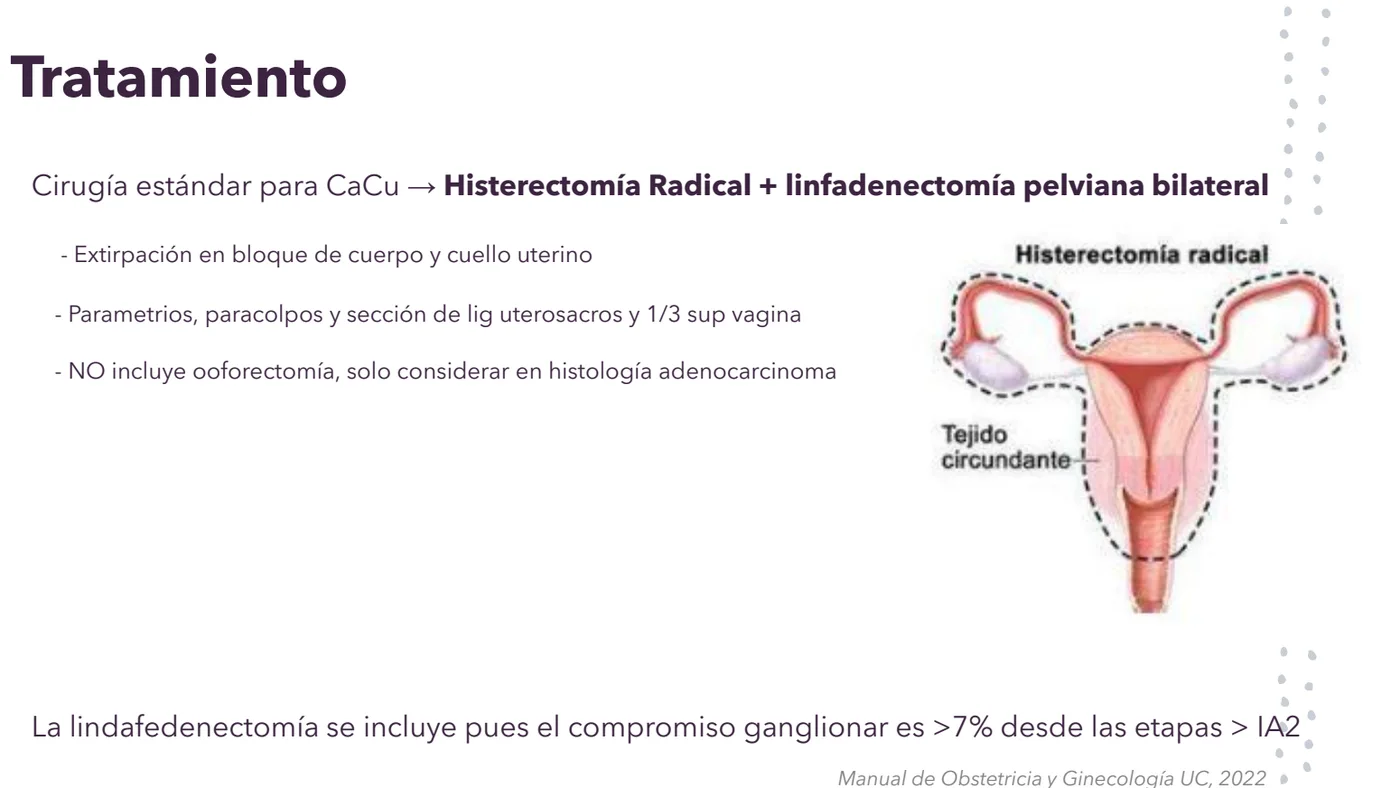 Tratamiento
Cirugía estándar para CaCu → Histerectomía Radical + linfadenectomía pelviana bilateral
- Extirpación en bloque de cuerpo y cuello uterino
- Parametrios, paracolpos y sección de lig uterosacros y 1/3 sup vagina
- NO incluye ooforectomía, solo considerar en histología adenocarcinoma
Histerectomía radical
Tejido
circundante
La lindafedenectomía se incluye pues el compromiso ganglionar es >7% desde las etapas > IA2
Manual de Obstetricia y Ginecología UC, 2022